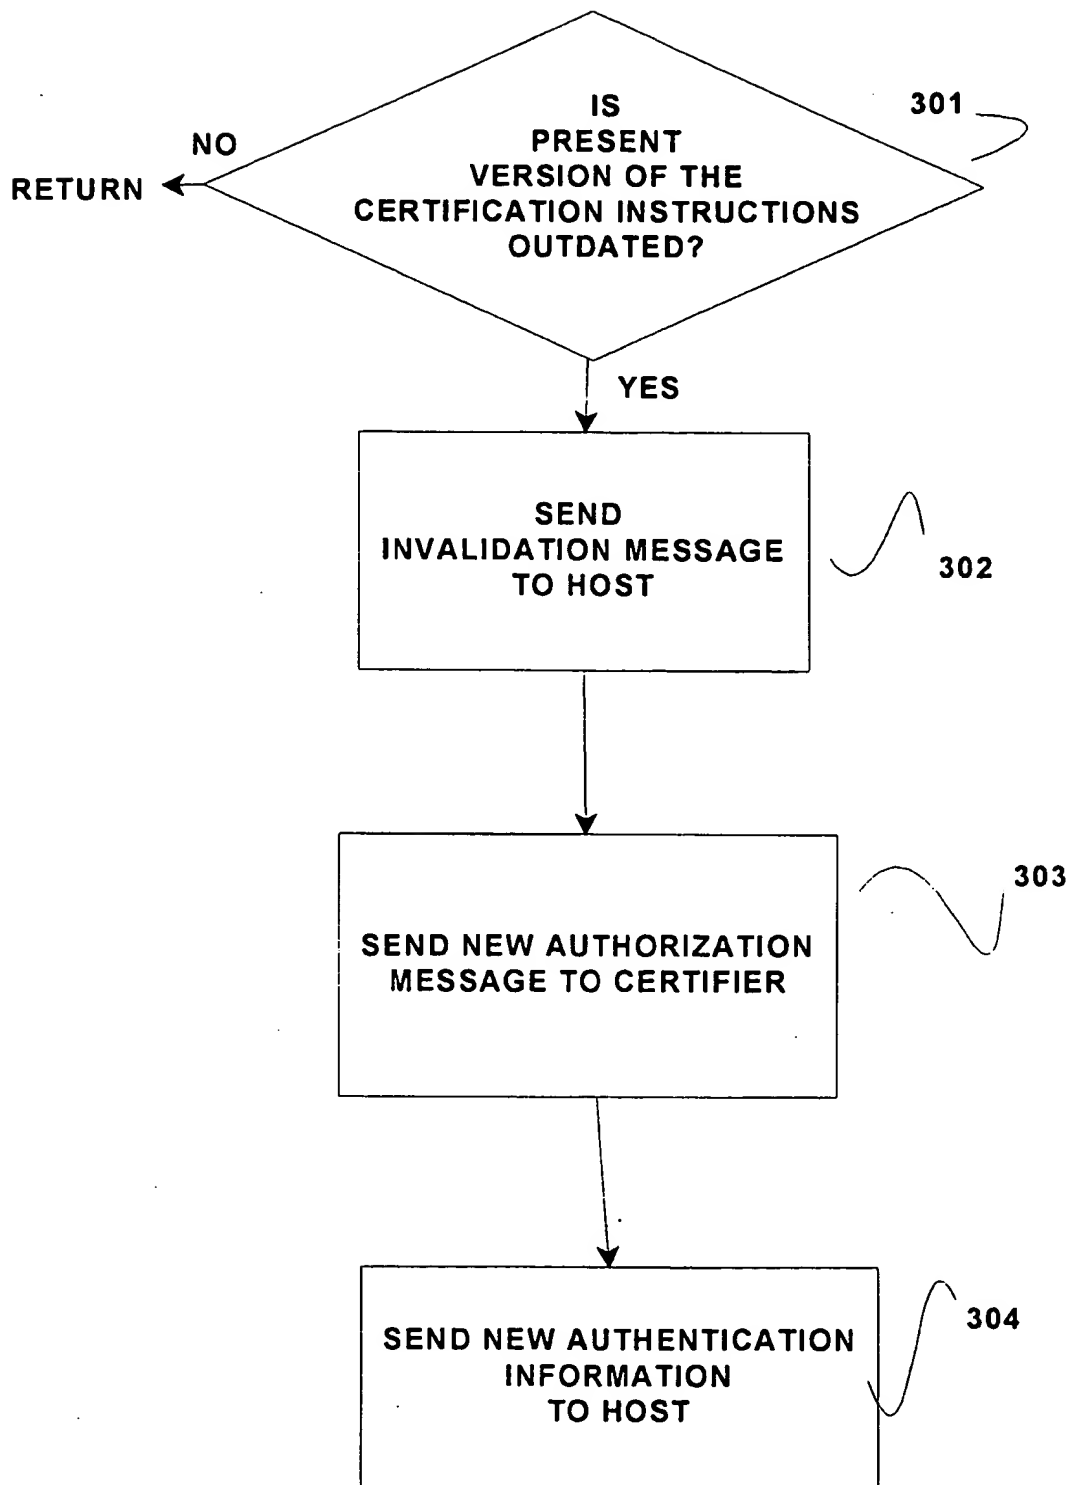 IS
PRESENT
VERSION OF THE
CERTIFICATION INSTRUCTIONS
OUTDATED?
301
NO
RETURN
YES
SEND
INVALIDATION MESSAGE
TO HOST
302
SEND NEW AUTHORIZATION
MESSAGE TO CERTIFIER
303
SEND NEW AUTHENTICATION
INFORMATION
TO HOST
304